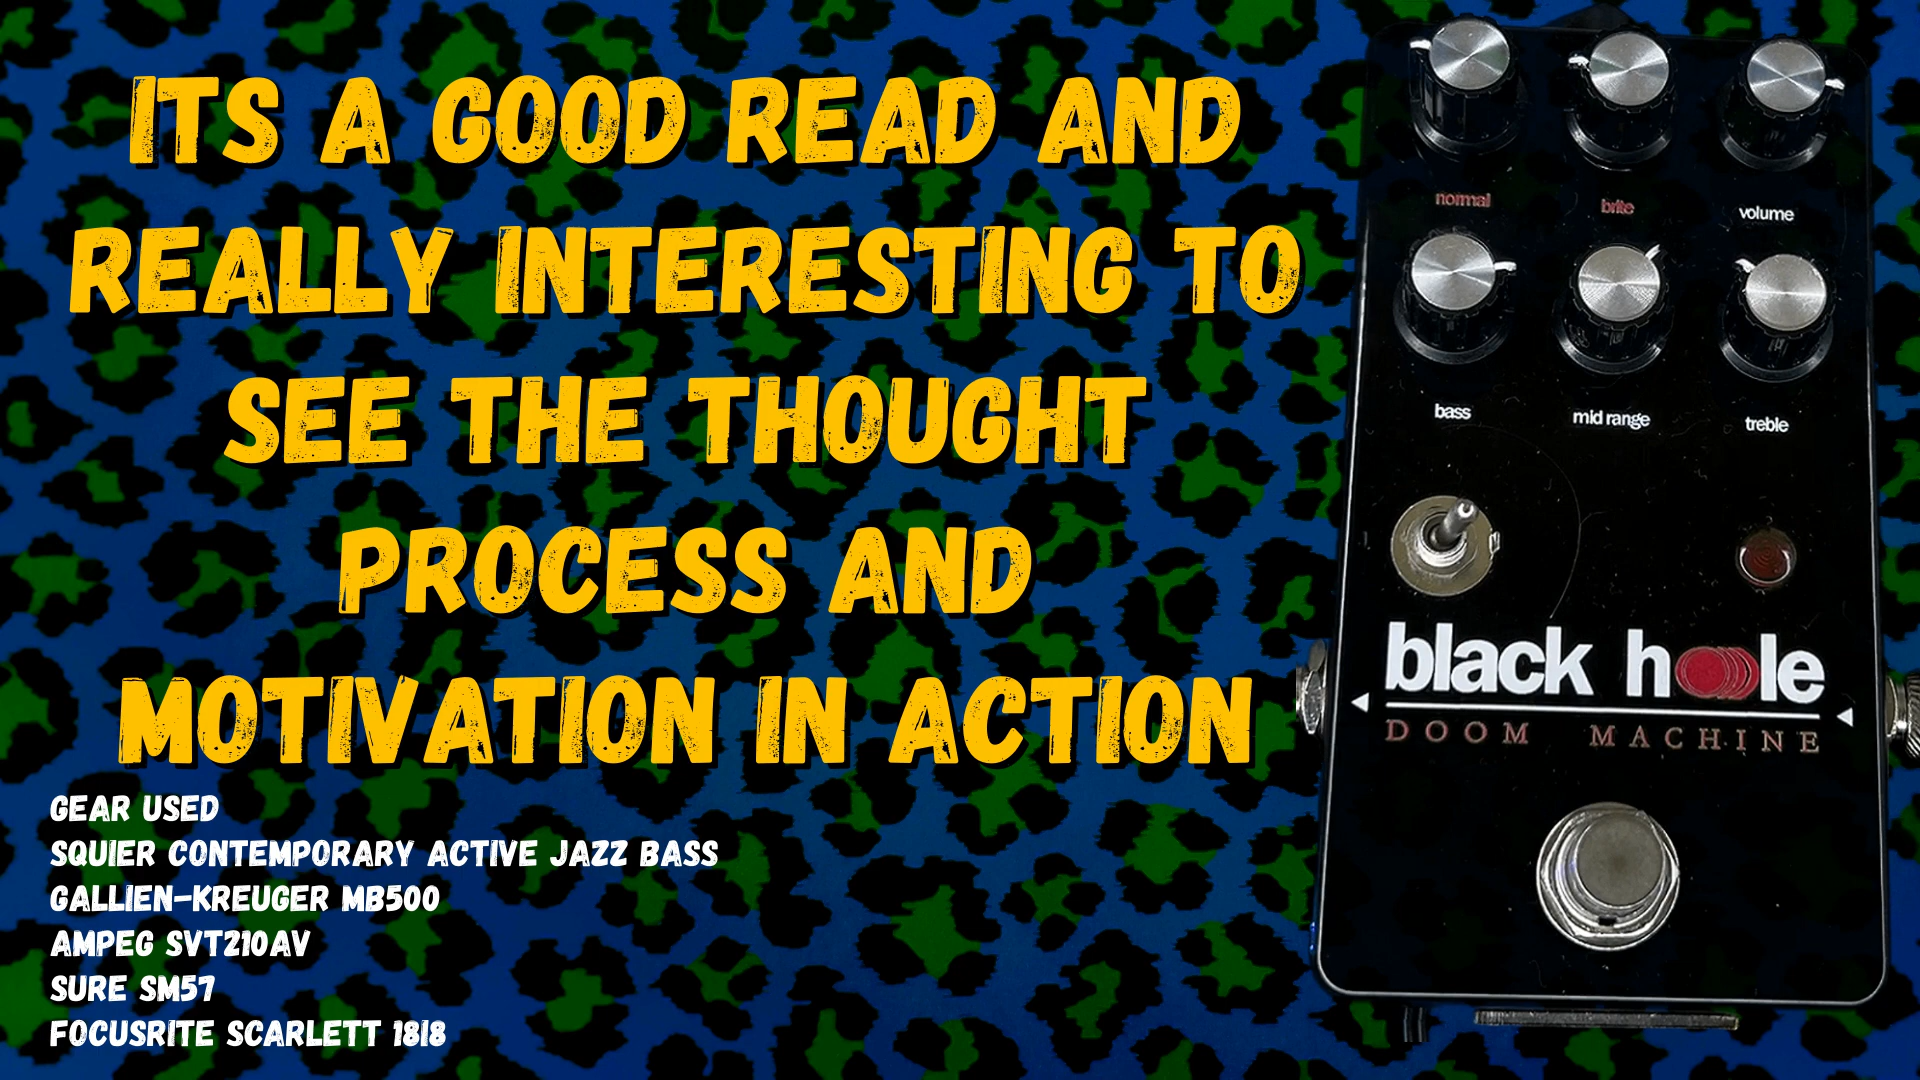 ITS A GOOD READ AND
REALLY INTERESTING TO
SEE THE THOUGHT
PROCESS AND
MOTIVATION IN ACTION
GEAR USED
SQUIER CONTEMPORARY ACTIVE JAZZ BASS
GALLIEN-KREUGER MB500
AMPEG SVT210AV
SURE SM57
FOCUSRITE SCARLETT 18I8
normal brite volume
bass mid range treble
black hoole
DOOM MACHINE